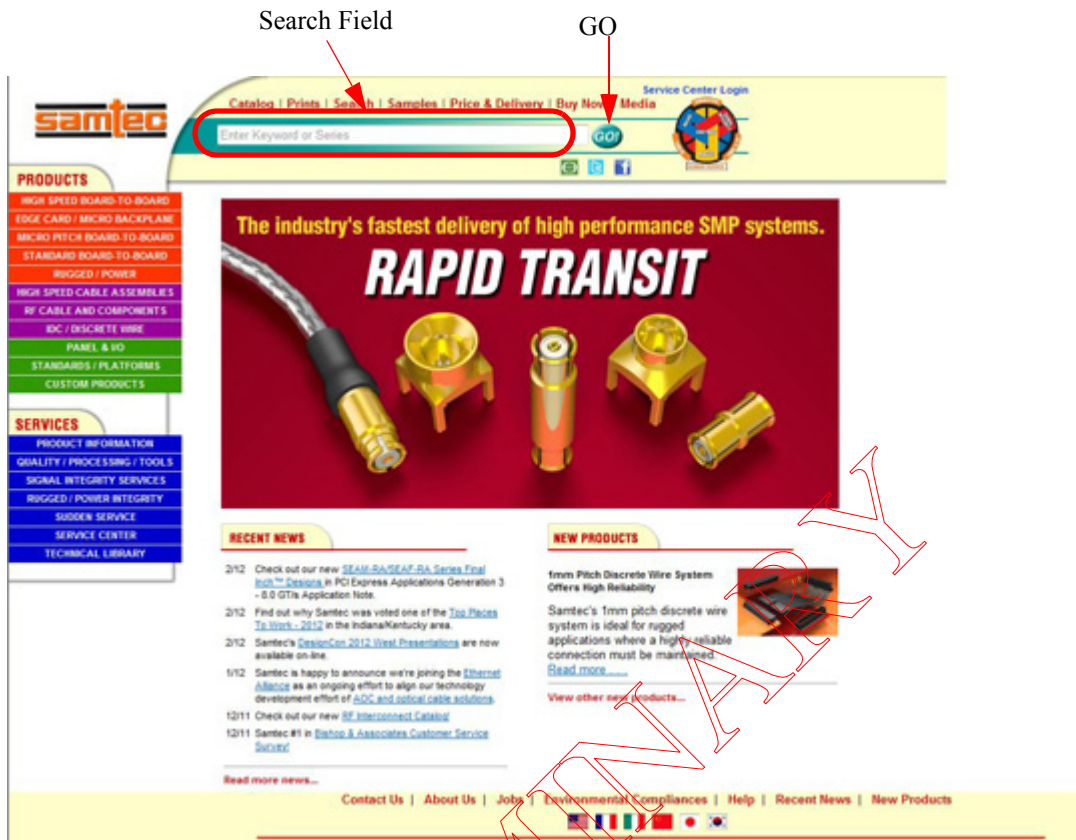 Search Field
GO
samtec
Service Center Login
Catalog | Prints | Search | Samples | Price & Delivery | Buy Now Media
Enter Keyword or Series
GO!
PRODUCTS
HIGH SPEED BOARD-TO-BOARD
EDGE CARD / MICRO BACKPLANE
MICRO PITCH BOARD-TO-BOARD
STANDARD BOARD-TO-BOARD
RUGGED / POWER
HIGH SPEED CABLE ASSEMBLIES
RF CABLE AND COMPONENTS
IDC / DISCRETE WIRE
PANEL & I/O
STANDARDS / PLATFORMS
CUSTOM PRODUCTS
SERVICES
PRODUCT INFORMATION
QUALITY / PROCESSING / TOOLS
SIGNAL INTEGRITY SERVICES
RUGGED / POWER INTEGRITY
SUDDEN SERVICE
SERVICE CENTER
TECHNICAL LIBRARY
The industry's fastest delivery of high performance SMP systems.
RAPID TRANSIT
RECENT NEWS
2/12 Check out our new SEAM-RA/SEAF-RA Series Final
Inch™ Designs in PCI Express Applications Generation 3
- 8.0 GT/s Application Note.
2/12 Find out why Samtec was voted one of the Top Places
To Work - 2012 in the Indiana/Kentucky area.
2/12 Samtec's DesignCon 2012 West Presentations are now
available on-line.
1/12 Samtec is happy to announce we're joining the Ethernet
Alliance as an ongoing effort to align our technology
development effort of AOC and optical cable solutions.
12/11 Check out our new RF Interconnect Catalog!
12/11 Samtec #1 in Bishop & Associates Customer Service
Survey!
Read more news...
NEW PRODUCTS
1mm Pitch Discrete Wire System
Offers High Reliability
Samtec's 1mm pitch discrete wire
system is ideal for rugged
applications where a highly reliable
connection must be maintained.
Read more......
View other new products...
Contact Us | About Us | Jobs | Environmental Compliances | Help | Recent News | New Products
MINARY